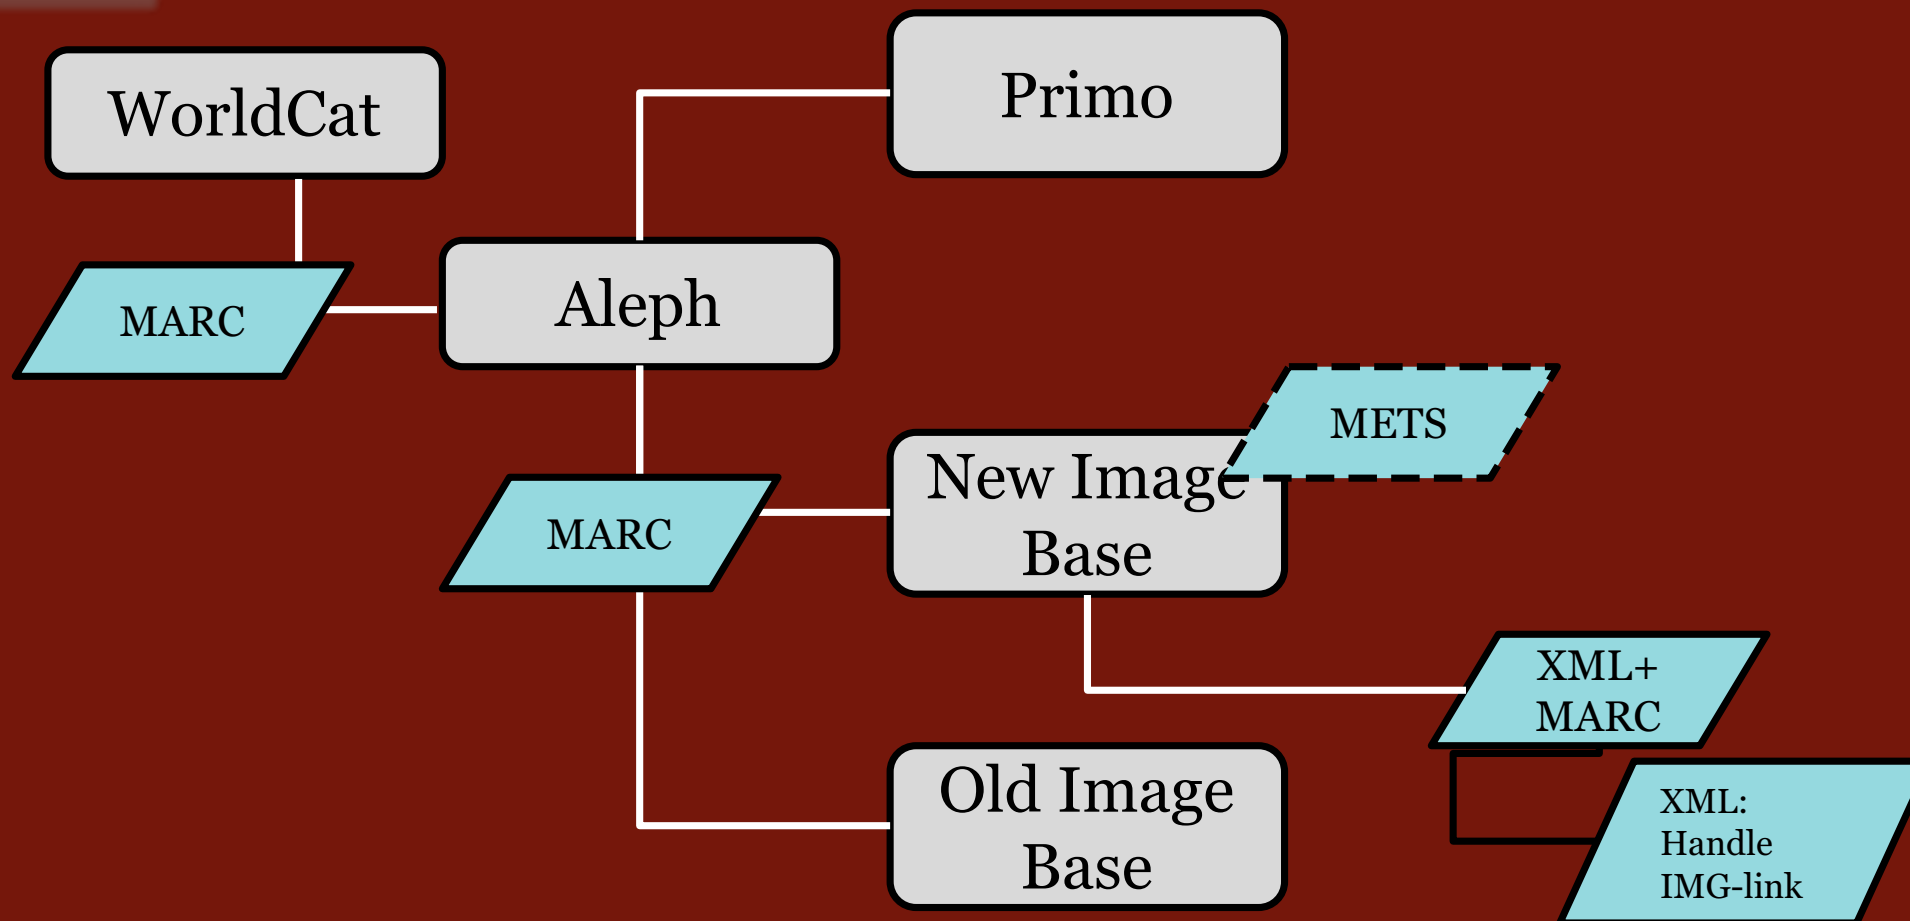 WorldCat
Primo
Aleph
MARC
METS
New Image
Base
MARC
XML+
MARC
Old Image
Base
XML:
Handle
IMG-link